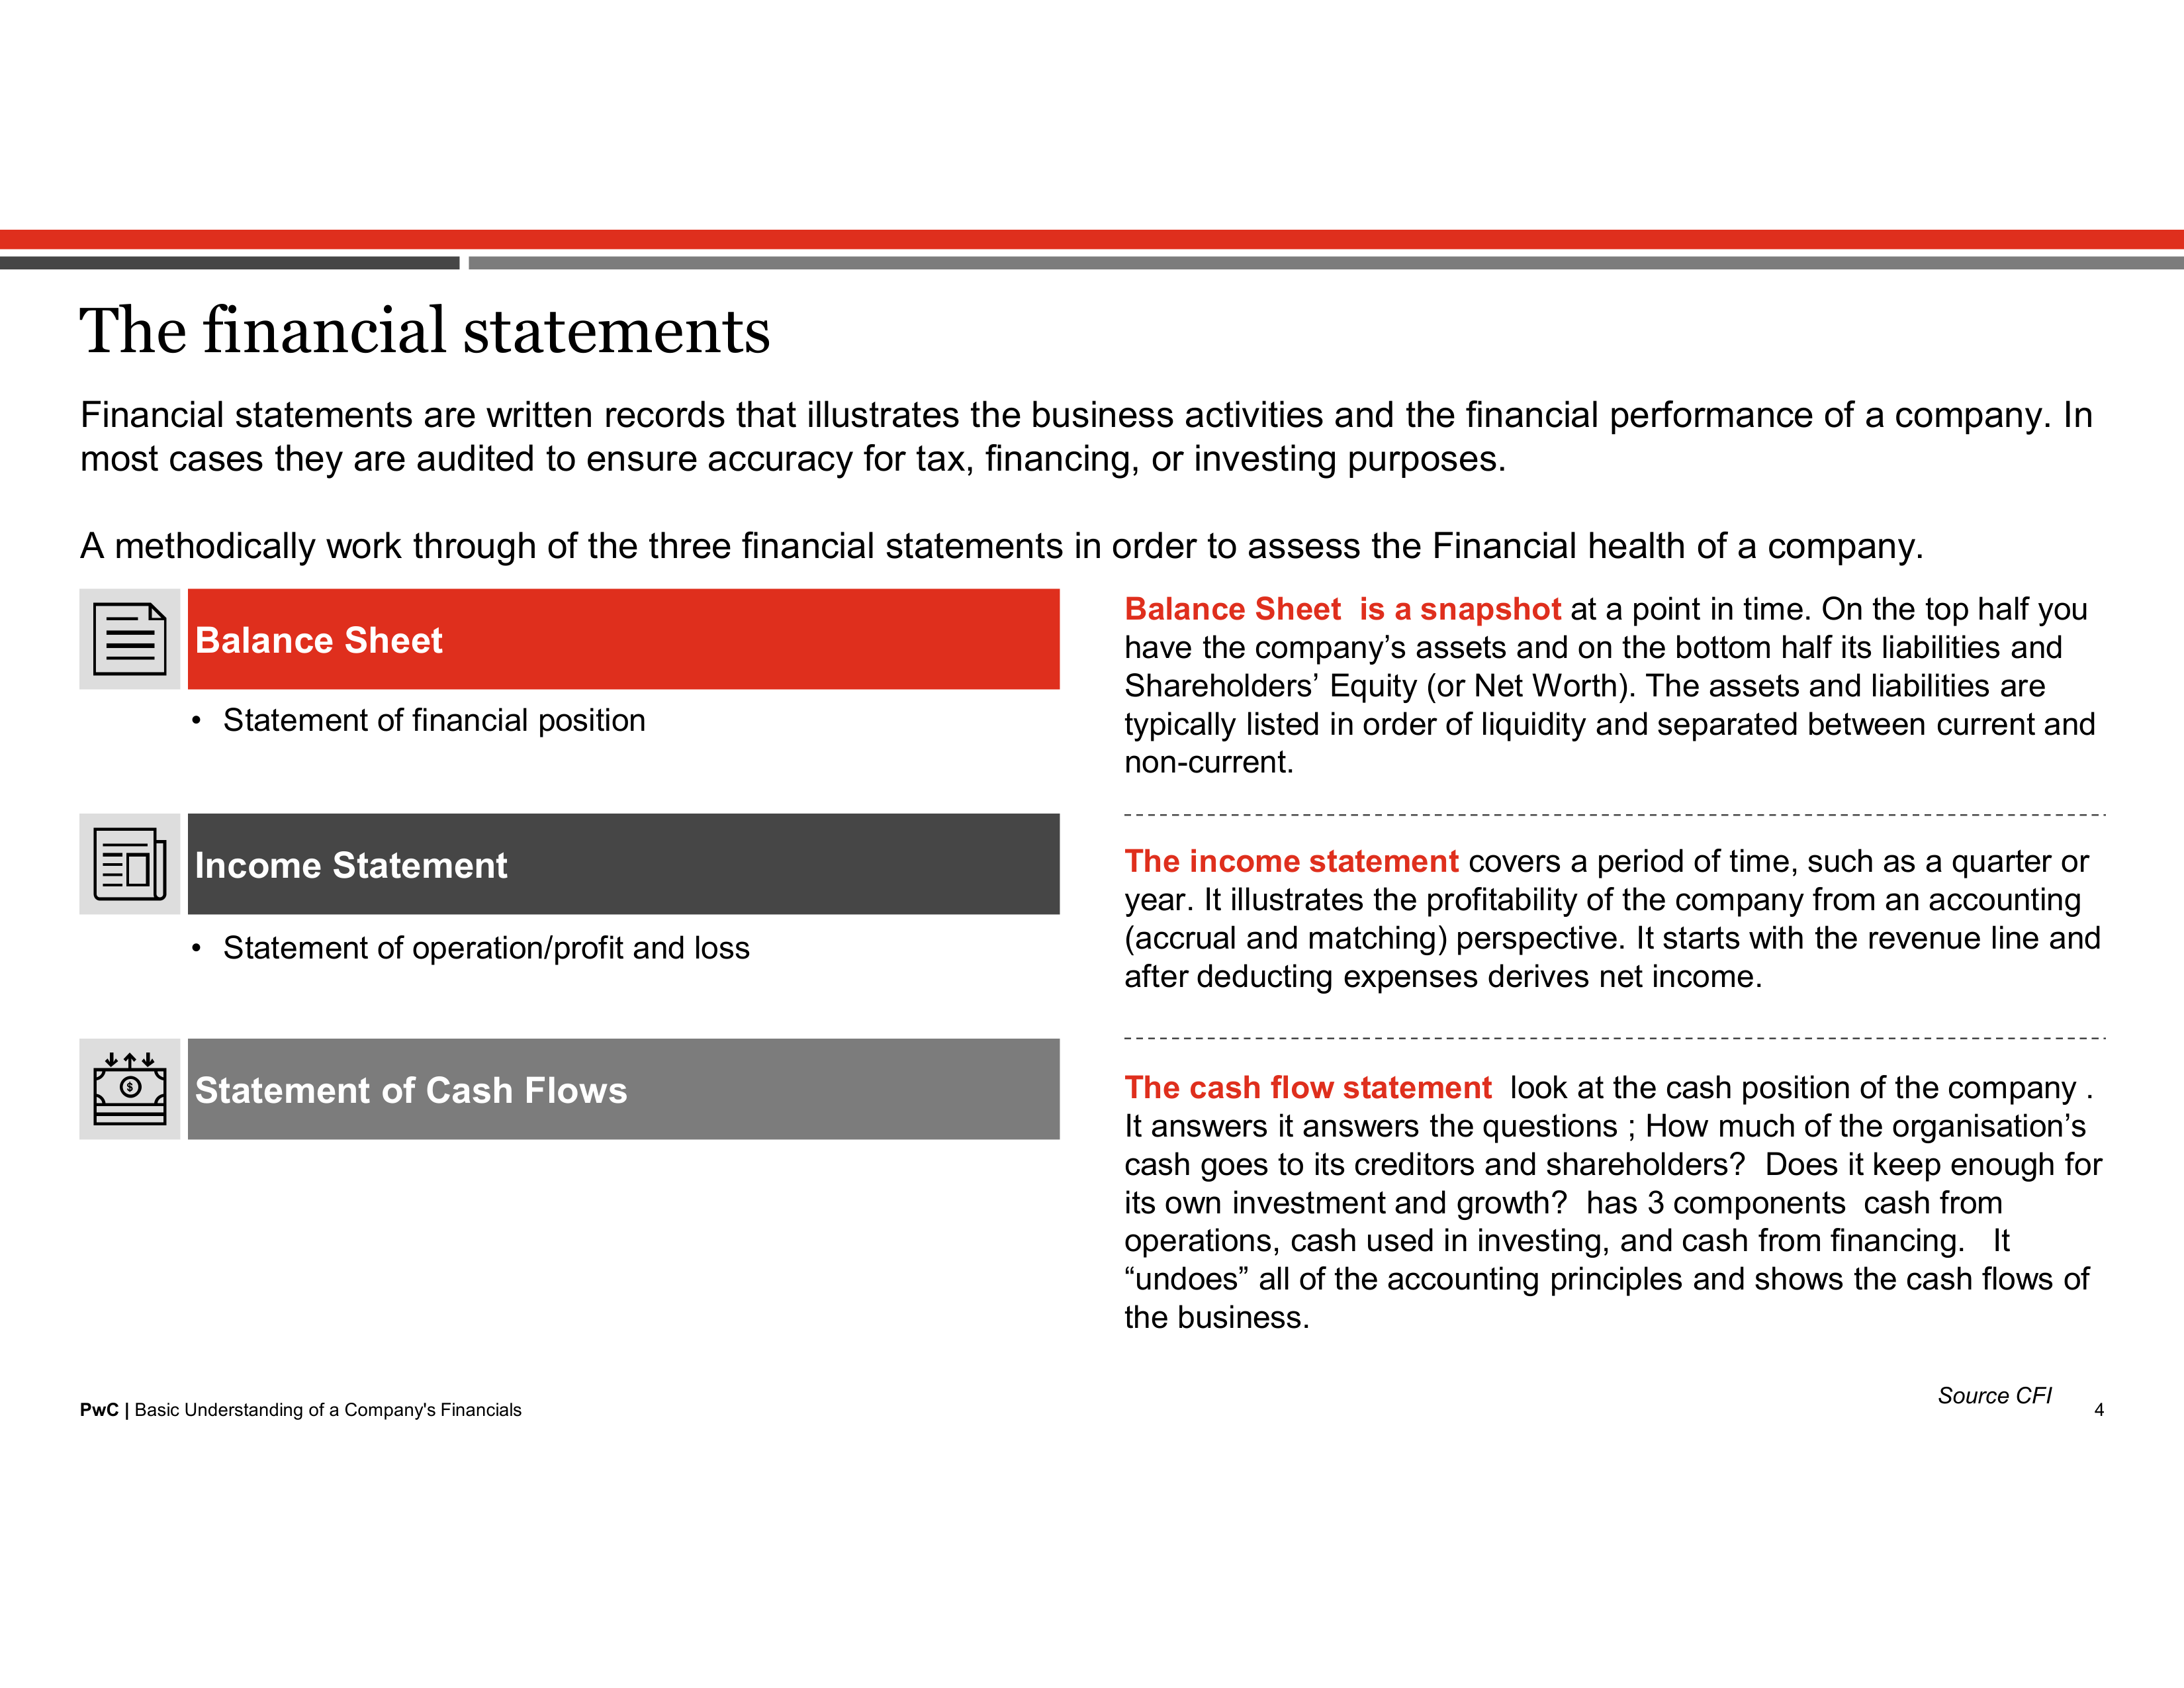 The financial statements
Financial statements are written records that illustrates the business activities and the financial performance of a company. In
most cases they are audited to ensure accuracy for tax, financing, or investing purposes.
A methodically work through of the three financial statements in order to assess the Financial health of a company.
Balance Sheet
• Statement of financial position
Balance Sheet  is a snapshot at a point in time. On the top half you
have the company’s assets and on the bottom half its liabilities and
Shareholders’ Equity (or Net Worth). The assets and liabilities are
typically listed in order of liquidity and separated between current and
non-current.
Income Statement
• Statement of operation/profit and loss
The income statement covers a period of time, such as a quarter or
year. It illustrates the profitability of the company from an accounting
(accrual and matching) perspective. It starts with the revenue line and
after deducting expenses derives net income.
Statement of Cash Flows
$
The cash flow statement  look at the cash position of the company .
It answers it answers the questions ; How much of the organisation’s
cash goes to its creditors and shareholders?  Does it keep enough for
its own investment and growth?  has 3 components  cash from
operations, cash used in investing, and cash from financing.   It
“undoes” all of the accounting principles and shows the cash flows of
the business.
Source CFI
PwC | Basic Understanding of a Company's Financials
4